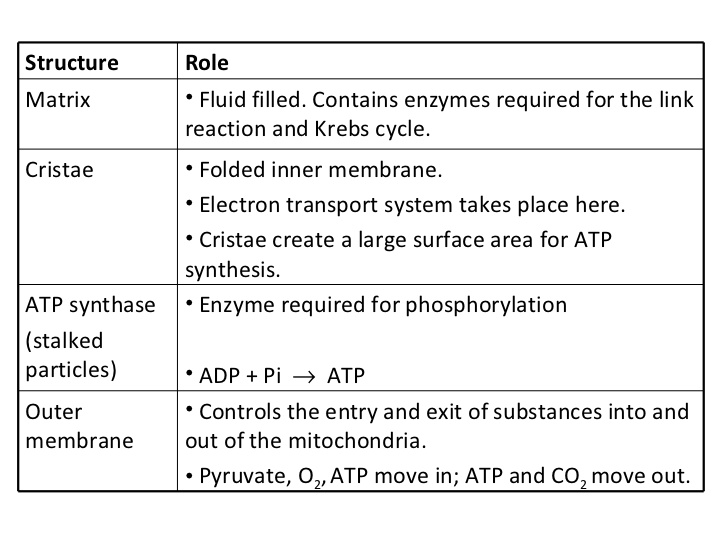 Structure Role
Matrix
• Fluid filled. Contains enzymes required for the link
reaction and Krebs cycle.
Cristae
• Folded inner membrane.
• Electron transport system takes place here.
• Cristae create a large surface area for ATP
synthesis.
ATP synthase
(stalked
particles)
• Enzyme required for phosphorylation
• ADP + Pi → ATP
Outer
membrane
• Controls the entry and exit of substances into and
out of the mitochondria.
• Pyruvate, O₂, ATP move in; ATP and CO₂ move out.